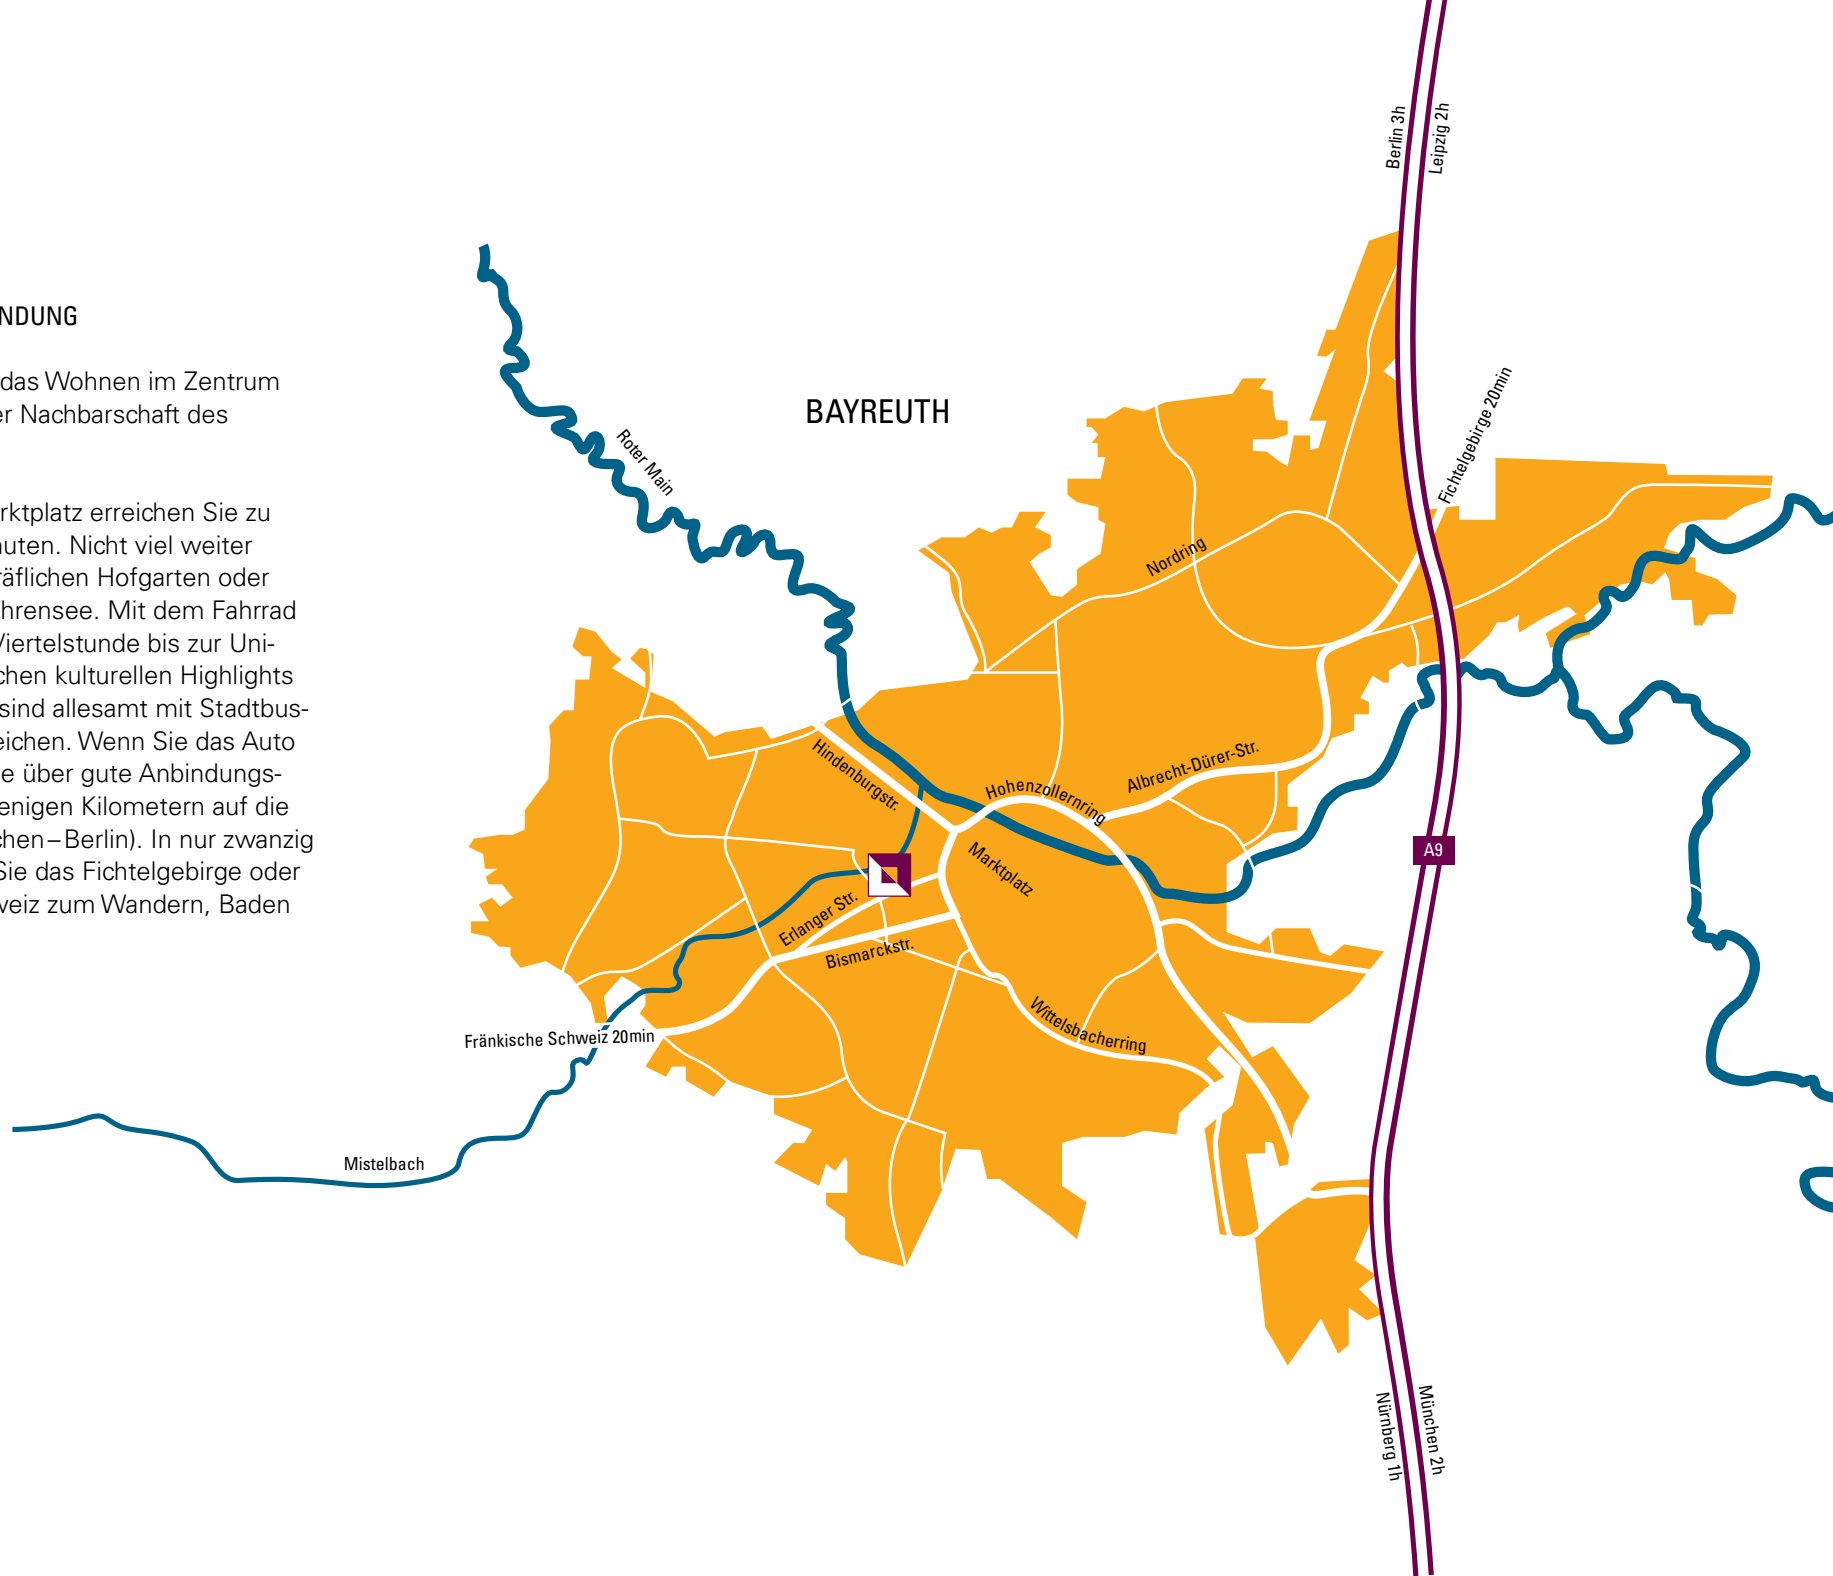 NDUNG
das Wohnen im Zentrum
er Nachbarschaft des
rktplatz erreichen Sie zu
nuten. Nicht viel weiter
räflichen Hofgarten oder
hrensee. Mit dem Fahrrad
Viertelstunde bis zur Uni-
chen kulturellen Highlights
sind allesamt mit Stadtbus-
eichen. Wenn Sie das Auto
e über gute Anbindungs-
enigen Kilometern auf die
chen–Berlin). In nur zwanzig
Sie das Fichtelgebirge oder
weiz zum Wandern, Baden
BAYREUTH
Berlin 3h
Leipzig 2h
Fichtelgebirge 20min
Roter Main
Nordring
Hindenburgstr.
Hohenzollernring
Albrecht-Dürer-Str.
Marktplatz
A9
Erlanger Str.
Bismarckstr.
Wittelsbacherring
Fränkische Schweiz 20min
Mistelbach
Nürnberg 1h
München 2h